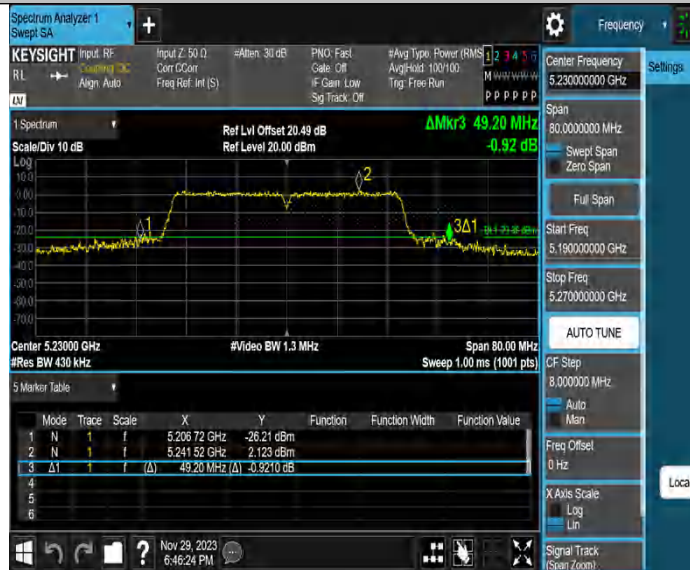 Spectrum Analyzer 1
Swept SA
Frequency
KEYSIGHT Input: RF Input Z: 50 Ω #Atten: 30 dB PNO: Fast #Avg Type: Power (RMS 1 2 3 4 5 6
RL Coupling: DC Corr CCorr Gate: Off Avg|Hold: 100/100 M W W W W W
Align: Auto Freq Ref: Int (S) IF Gain: Low Trig: Free Run
Sig Track: Off P P P P P P
LXI
Center Frequency
5.230000000 GHz
Settings
Span
80.0000000 MHz
Swept Span
Zero Span
Full Span
Start Freq
5.190000000 GHz
Stop Freq
5.270000000 GHz
AUTO TUNE
CF Step
8.000000 MHz
Auto
Man
Freq Offset
0 Hz
X Axis Scale
Log
Lin
Signal Track
(Span Zoom)
Local
1 Spectrum
Ref Lvl Offset 20.49 dB
ΔMkr3 49.20 MHz
Scale/Div 10 dB
Ref Level 20.00 dBm
-0.92 dB
Log
10.0
0.00
-10.0
-20.0
-30.0
-40.0
-50.0
-60.0
-70.0
1
2
3Δ1
Center 5.23000 GHz #Video BW 1.3 MHz Span 80.00 MHz
#Res BW 430 kHz Sweep 1.00 ms (1001 pts)
5 Marker Table
Mode Trace Scale X Y Function Function Width Function Value
1 N 1 f 5.206 72 GHz -26.21 dBm
2 N 1 f 5.241 52 GHz 2.123 dBm
3 Δ1 1 f (Δ) 49.20 MHz (Δ) -0.9210 dB
4
5
6
Nov 29, 2023
6:46:24 PM